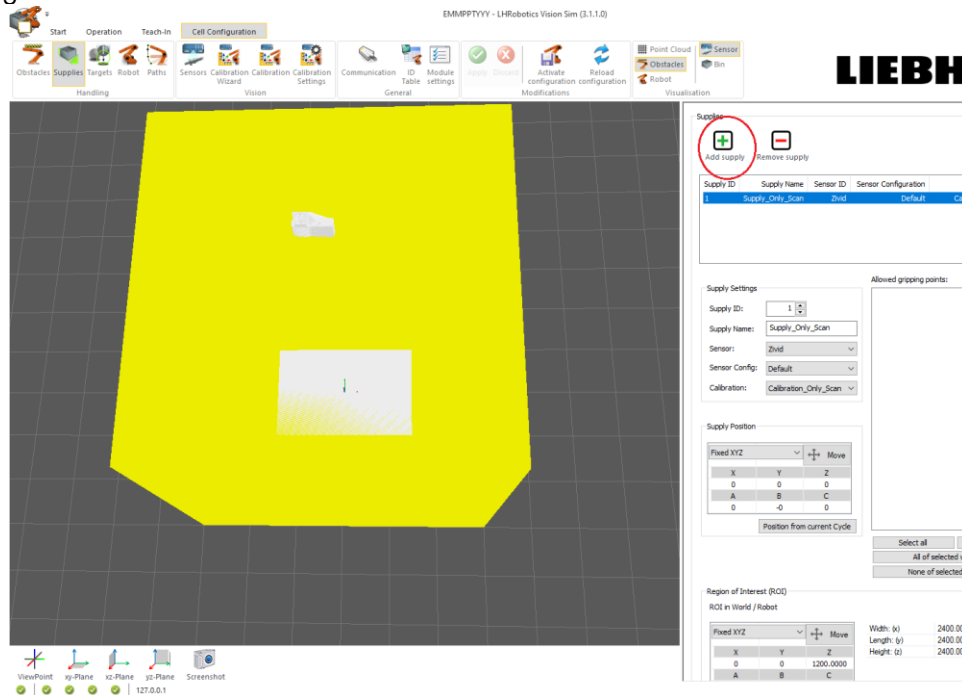 EMMPPTYYY - LHRobotics Vision Sim (3.1.1.0)
Start Operation Teach-In Cell Configuration
Obstacles Supplies Targets Robot Paths Sensors Calibration Wizard Calibration Calibration Settings Communication ID Table Module settings Apply Discard Activate configuration Reload configuration
Point Cloud Sensor
Obstacles Bin
Robot
Handling Vision General Modifications Visualisation
LIEBH
Supplies
Add supply Remove supply
Supply ID Supply Name Sensor ID Sensor Configuration
1 Supply_Only_Scan Zivid Default Ca
Allowed gripping points:
Supply Settings
Supply ID: 1
Supply Name: Supply_Only_Scan
Sensor: Zivid
Sensor Config: Default
Calibration: Calibration_Only_Scan
Supply Position
Fixed XYZ Move
X Y Z
0 0 0
A B C
0 -0 0
Position from current Cycle
Select all
All of selected
None of selected
Region of Interest (ROI)
ROI in World / Robot
Fixed XYZ Move
X Y Z
0 0 1200.0000
A B C
Width: (x) 2400.00
Length: (y) 2400.00
Height: (z) 2400.00
ViewPoint xy-Plane xz-Plane yz-Plane Screenshot
127.0.0.1